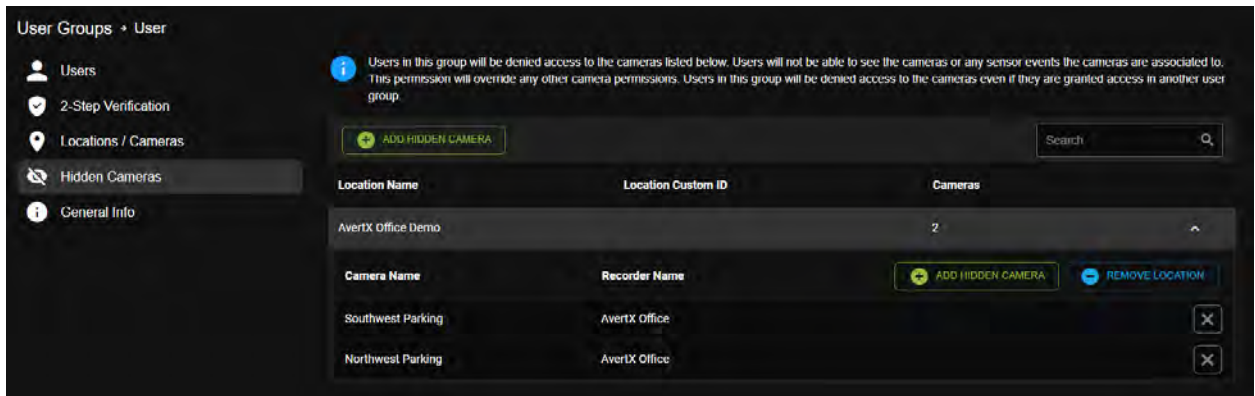 User Groups → User
Users
2-Step Verification
Locations / Cameras
Hidden Cameras
General Info
Users in this group will be denied access to the cameras listed below. Users will not be able to see the cameras or any sensor events the cameras are associated to.
This permission will override any other camera permissions. Users in this group will be denied access to the cameras even if they are granted access in another user
group.
ADD HIDDEN CAMERA
Search
Location Name Location Custom ID Cameras
AvertX Office Demo 2
Camera Name Recorder Name ADD HIDDEN CAMERA REMOVE LOCATION
Southwest Parking AvertX Office
Northwest Parking AvertX Office